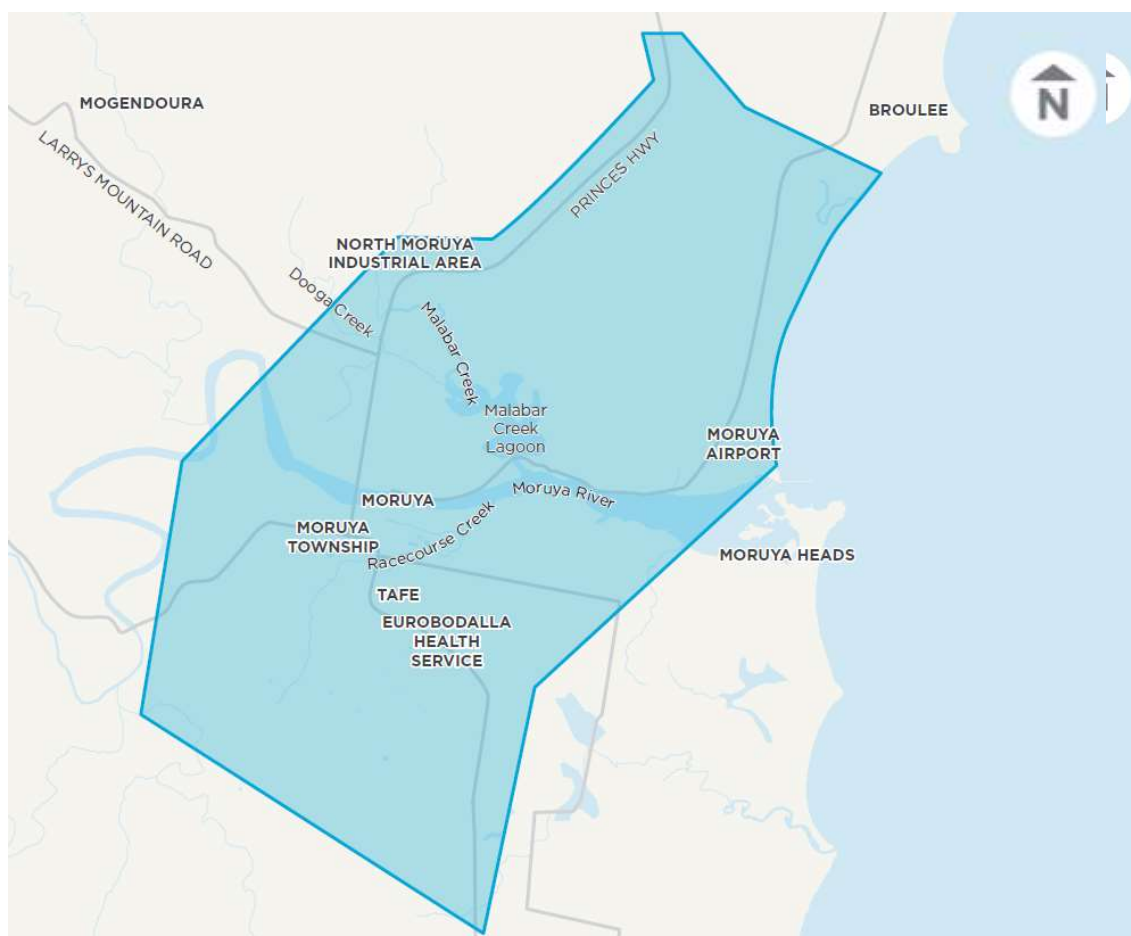 MOGENDOURA
BROULEE
N
LARRYS MOUNTAIN ROAD
PRINCES HWY
NORTH MORUYA
INDUSTRIAL AREA
Dooga Creek
Malabar Creek
Malabar
Creek
Lagoon
MORUYA
AIRPORT
MORUYA
Moruya River
MORUYA
TOWNSHIP
Racecourse Creek
MORUYA HEADS
TAFE
EUROBODALLA
HEALTH
SERVICE